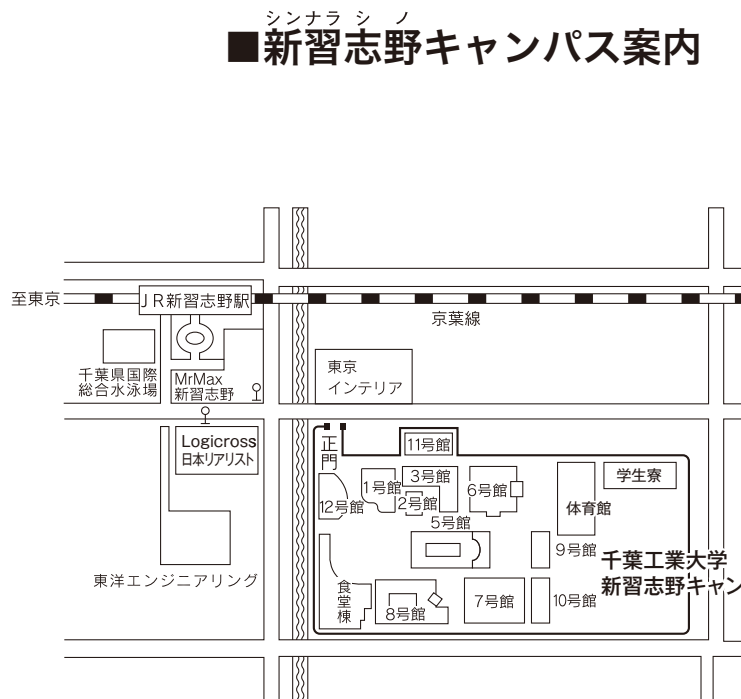 シンナラシノ
■新習志野キャンパス案内
至東京
JR新習志野駅
京葉線
千葉県国際
総合水泳場
MrMax
新習志野
東京
インテリア
Logicross
日本リアリスト
正門
11号館
12号館
1号館
3号館
2号館
6号館
5号館
学生寮
体育館
9号館
千葉工業大学
新習志野キャン
東洋エンジニアリング
食堂棟
8号館
7号館
10号館